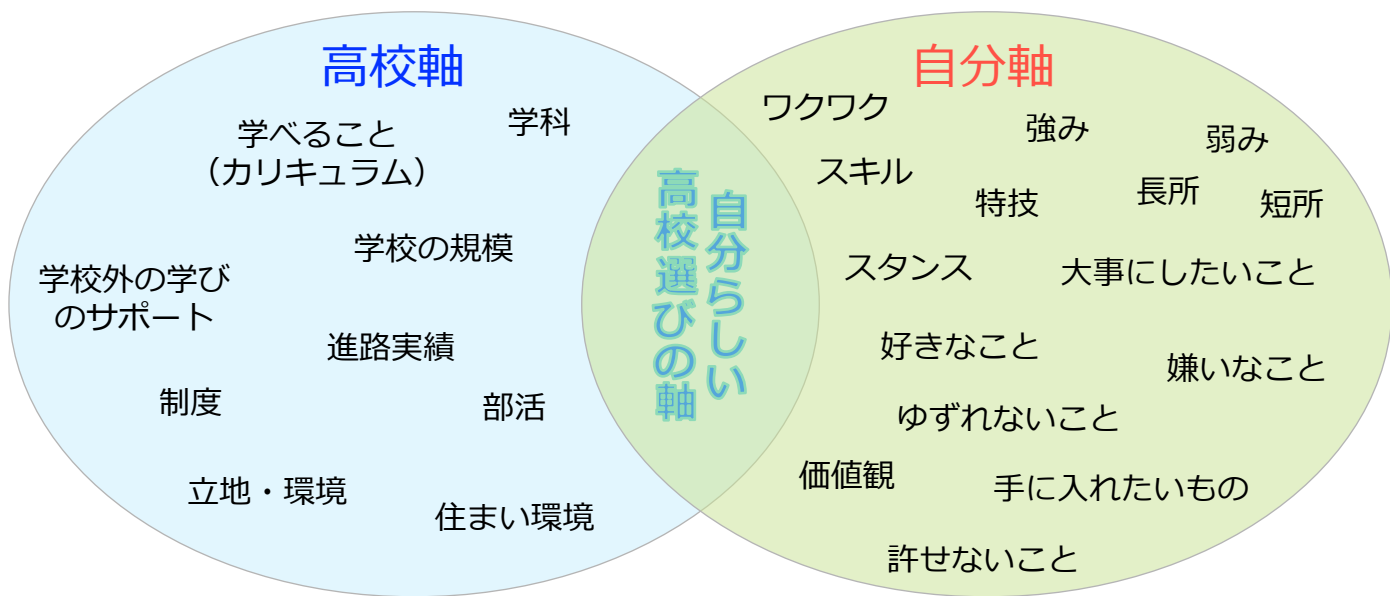 高校軸
学科
学べること
（カリキュラム）
学校の規模
学校外の学び
のサポート
進路実績
制度
部活
立地・環境
住まい環境
自分らしい
高校選びの軸
自分軸
ワクワク
強み
弱み
スキル
特技
長所
短所
スタンス
大事にしたいこと
好きなこと
嫌いなこと
ゆずれないこと
価値観
手に入れたいもの
許せないこと